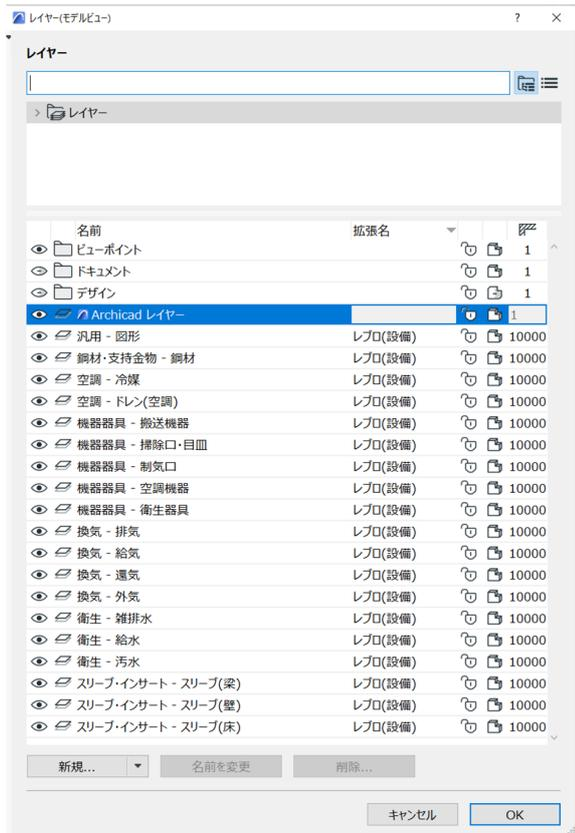 レイヤー(モデルビュー)
レイヤー
レイヤー
名前 拡張名
ビューポイント 1
ドキュメント 1
デザイン 1
Archicad レイヤー 1
汎用 - 図形 レブロ(設備) 10000
鋼材・支持金物 - 鋼材 レブロ(設備) 10000
空調 - 冷媒 レブロ(設備) 10000
空調 - ドレン(空調) レブロ(設備) 10000
機器器具 - 搬送機器 レブロ(設備) 10000
機器器具 - 掃除口・目皿 レブロ(設備) 10000
機器器具 - 制気口 レブロ(設備) 10000
機器器具 - 空調機器 レブロ(設備) 10000
機器器具 - 衛生器具 レブロ(設備) 10000
換気 - 排気 レブロ(設備) 10000
換気 - 給気 レブロ(設備) 10000
換気 - 還気 レブロ(設備) 10000
換気 - 外気 レブロ(設備) 10000
衛生 - 雑排水 レブロ(設備) 10000
衛生 - 給水 レブロ(設備) 10000
衛生 - 汚水 レブロ(設備) 10000
スリーブ・インサート - スリーブ(梁) レブロ(設備) 10000
スリーブ・インサート - スリーブ(壁) レブロ(設備) 10000
スリーブ・インサート - スリーブ(床) レブロ(設備) 10000
新規... 名前を変更 削除...
キャンセル OK